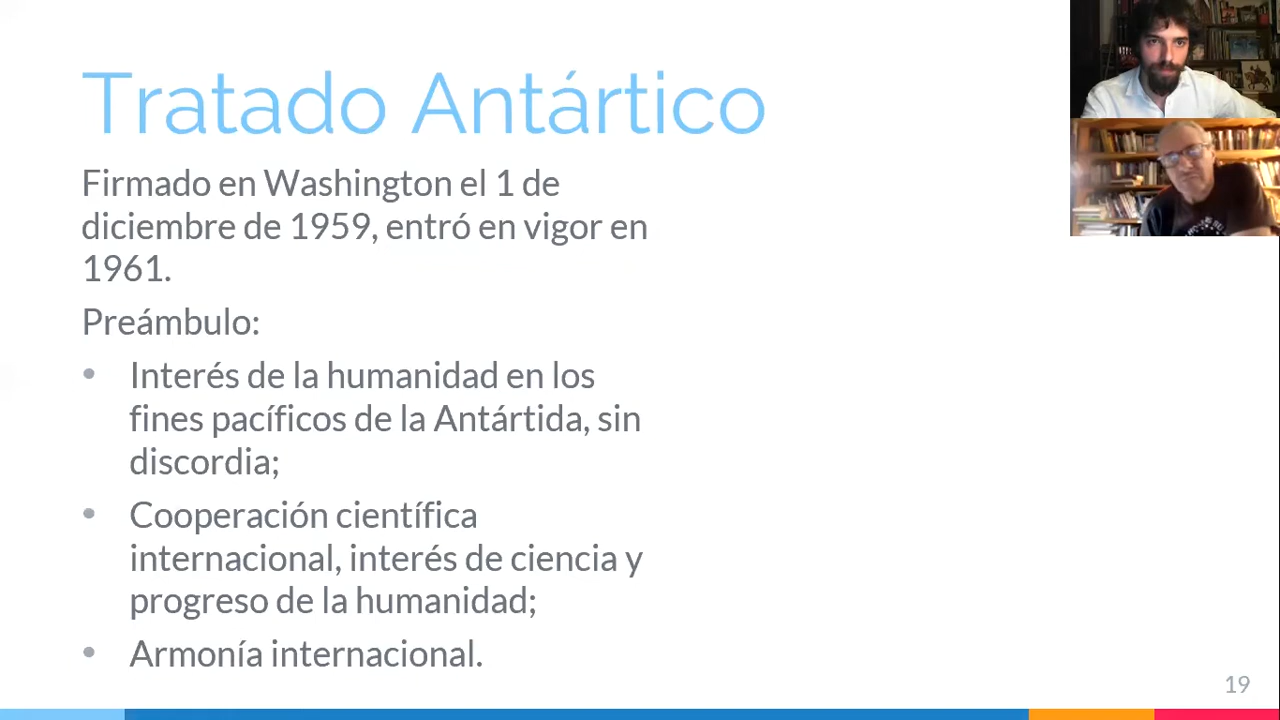 Tratado Antártico
Firmado en Washington el 1 de
diciembre de 1959, entró en vigor en
1961.
Preámbulo:
• Interés de la humanidad en los
fines pacíficos de la Antártida, sin
discordia;
• Cooperación científica
internacional, interés de ciencia y
progreso de la humanidad;
• Armonía internacional.
19